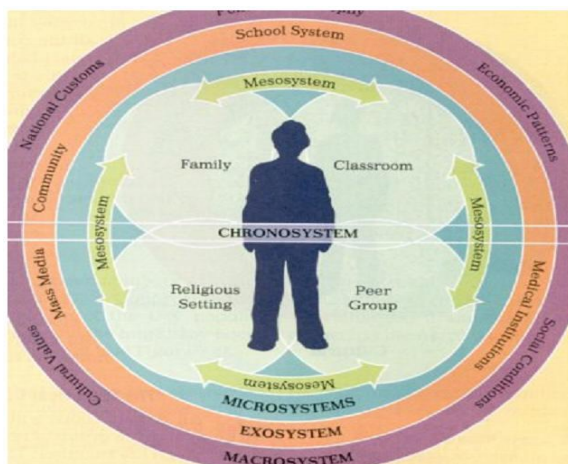 School System
National Customs
Economic Patterns
Mesosystem
Community
Family
Classroom
Mesosystem
Mesosystem
CHRONOSYSTEM
Mass Media
Religious
Setting
Peer
Group
Medical Institutions
Cultural Values
Social Conditions
Mesosystem
MICROSYSTEMS
EXOSYSTEM
MACROSYSTEM